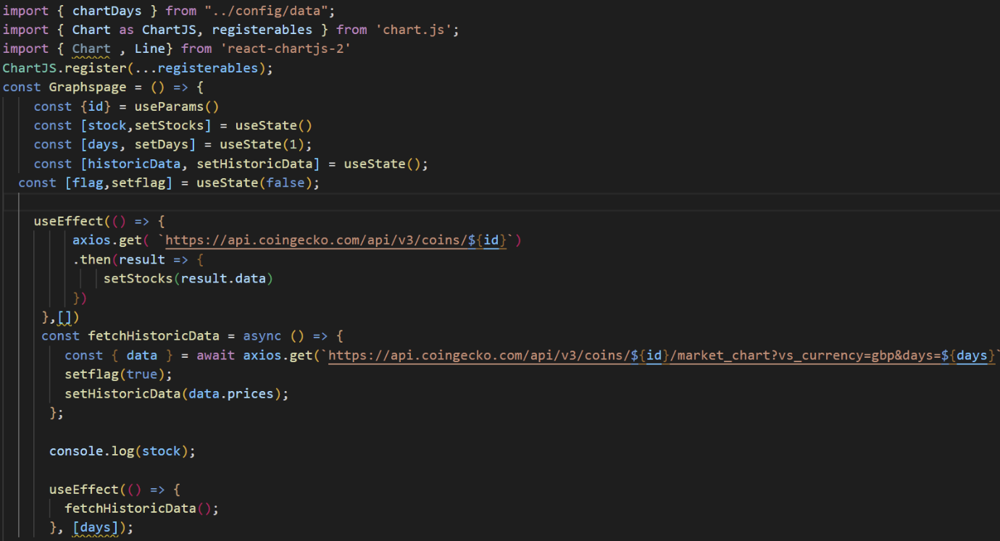 import { chartDays } from "../config/data";
import { Chart as ChartJS, registerables } from 'chart.js';
import { Chart , Line} from 'react-chartjs-2'
ChartJS.register(...registerables);
const Graphspage = () => {
    const {id} = useParams()
    const [stock,setStocks] = useState()
    const [days, setDays] = useState(1);
    const [historicData, setHistoricData] = useState();
  const [flag,setflag] = useState(false);
    useEffect(() => {
         axios.get( `https://api.coingecko.com/api/v3/coins/${id}`)
         .then(result => {
             setStocks(result.data)
         })
     },[])
     const fetchHistoricData = async () => {
        const { data } = await axios.get(`https://api.coingecko.com/api/v3/coins/${id}/market_chart?vs_currency=gbp&days=${days}`
        setflag(true);
        setHistoricData(data.prices);
      };
      console.log(stock);
      useEffect(() => {
        fetchHistoricData();
      }, [days]);